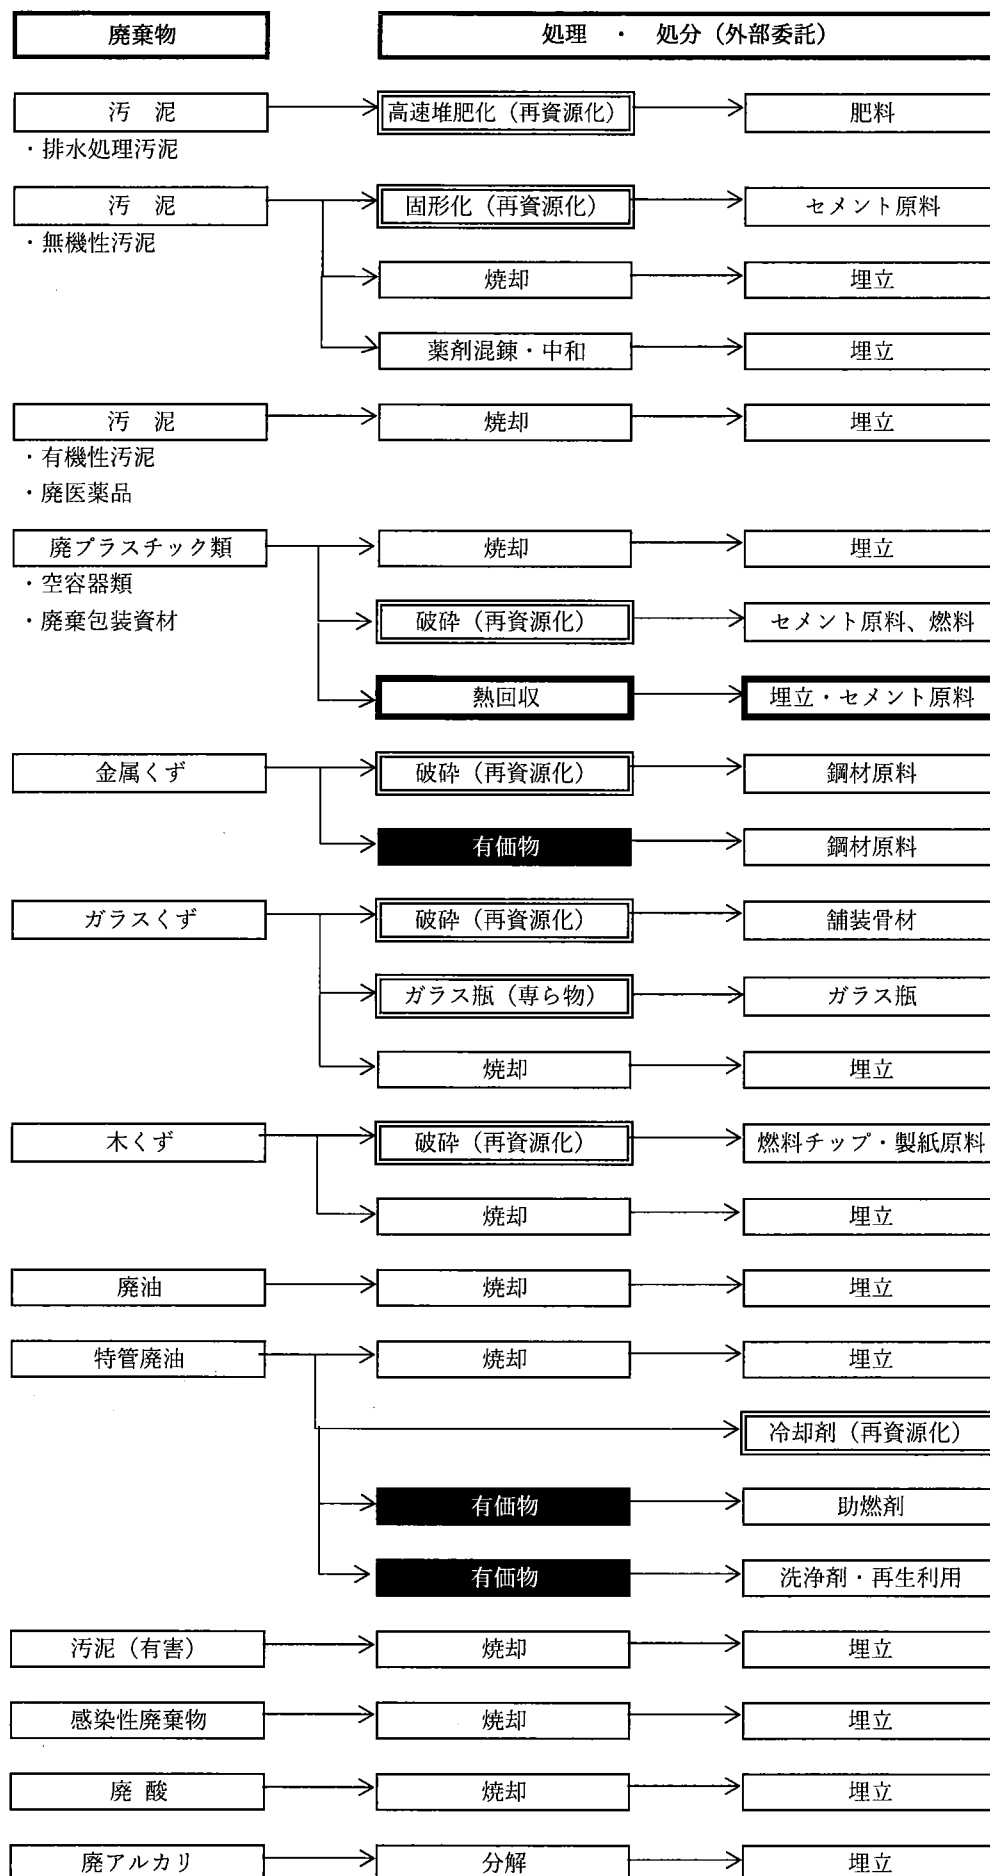 廃棄物
処理 ・ 処分（外部委託）
汚 泥
高速堆肥化（再資源化）
肥料
・排水処理汚泥
汚 泥
固形化（再資源化）
セメント原料
・無機性汚泥
焼却
埋立
薬剤混錬・中和
埋立
汚 泥
焼却
埋立
・有機性汚泥
・廃医薬品
廃プラスチック類
焼却
埋立
・空容器類
・廃棄包装資材
破砕（再資源化）
セメント原料、燃料
熱回収
埋立・セメント原料
金属くず
破砕（再資源化）
鋼材原料
有価物
鋼材原料
ガラスくず
破砕（再資源化）
舗装骨材
ガラス瓶（専ら物）
ガラス瓶
焼却
埋立
木くず
破砕（再資源化）
燃料チップ・製紙原料
焼却
埋立
廃油
焼却
埋立
特管廃油
焼却
埋立
冷却剤（再資源化）
有価物
助燃剤
有価物
洗浄剤・再生利用
汚泥（有害）
焼却
埋立
感染性廃棄物
焼却
埋立
廃 酸
焼却
埋立
廃アルカリ
分解
埋立